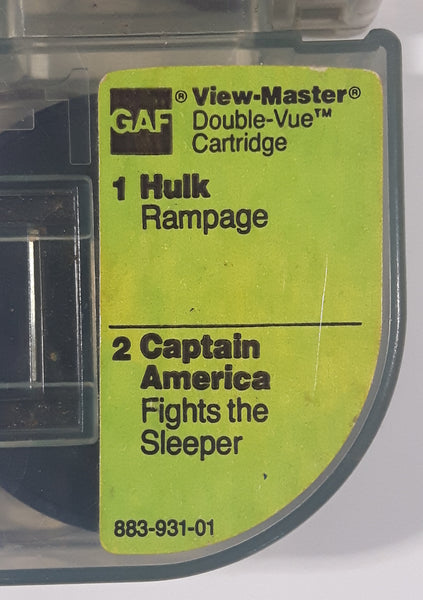 GAF® View-Master®
Double-Vue™
Cartridge
1 Hulk
Rampage
2 Captain
America
Fights the
Sleeper
883-931-01